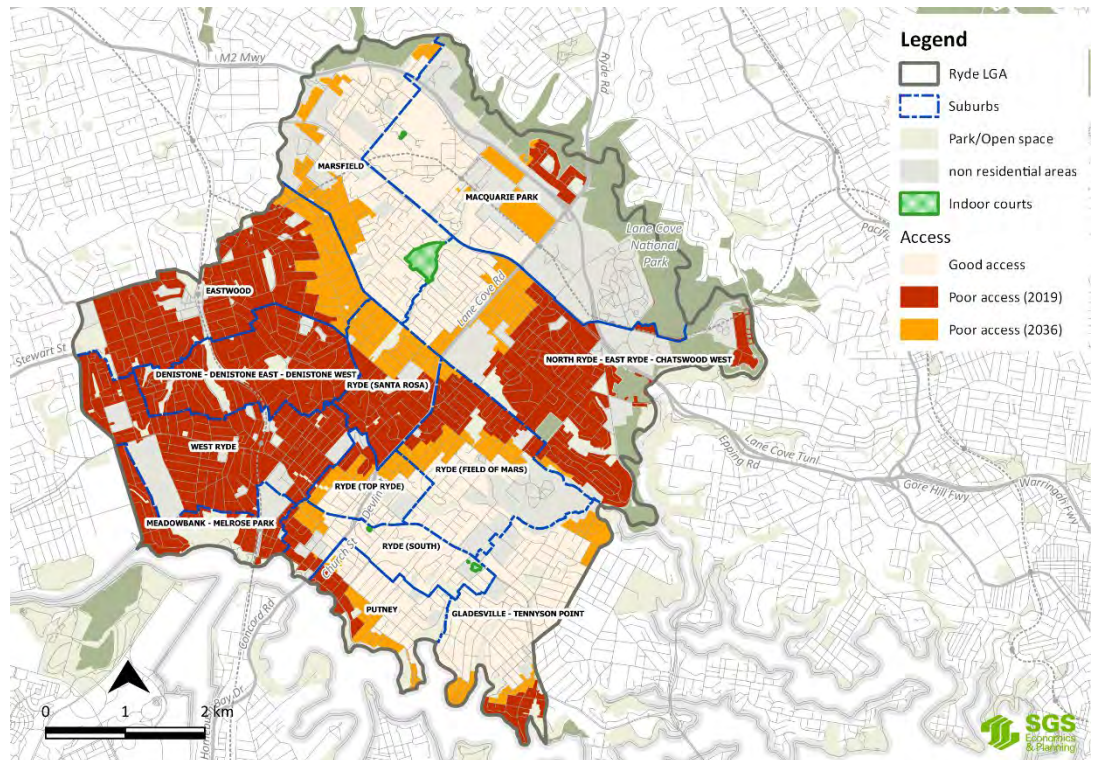 Legend
Ryde LGA
Suburbs
Park/Open space
non residential areas
Indoor courts
Access
Good access
Poor access (2019)
Poor access (2036)
M2 Mwy
Ryde Rd
MARSFIELD
MACQUARIE PARK
Lane Cove
National
Park
Pacific
EASTWOOD
Lane Cove Rd
Stewart St
NORTH RYDE - EAST RYDE - CHATSWOOD WEST
DENISTONE - DENISTONE EAST - DENISTONE WEST
RYDE (SANTA ROSA)
WEST RYDE
Lane Cove Tunl
Epping Rd
RYDE (FIELD OF MARS)
Gore Hill Fwy
Warringah Fwy
RYDE (TOP RYDE)
Devlin
MEADOWBANK - MELROSE PARK
RYDE (SOUTH)
Church St
PUTNEY
GLADESVILLE - TENNYSON POINT
Concord Rd
Bay Dr
0 1 2 km
SGS
Economics
& Planning